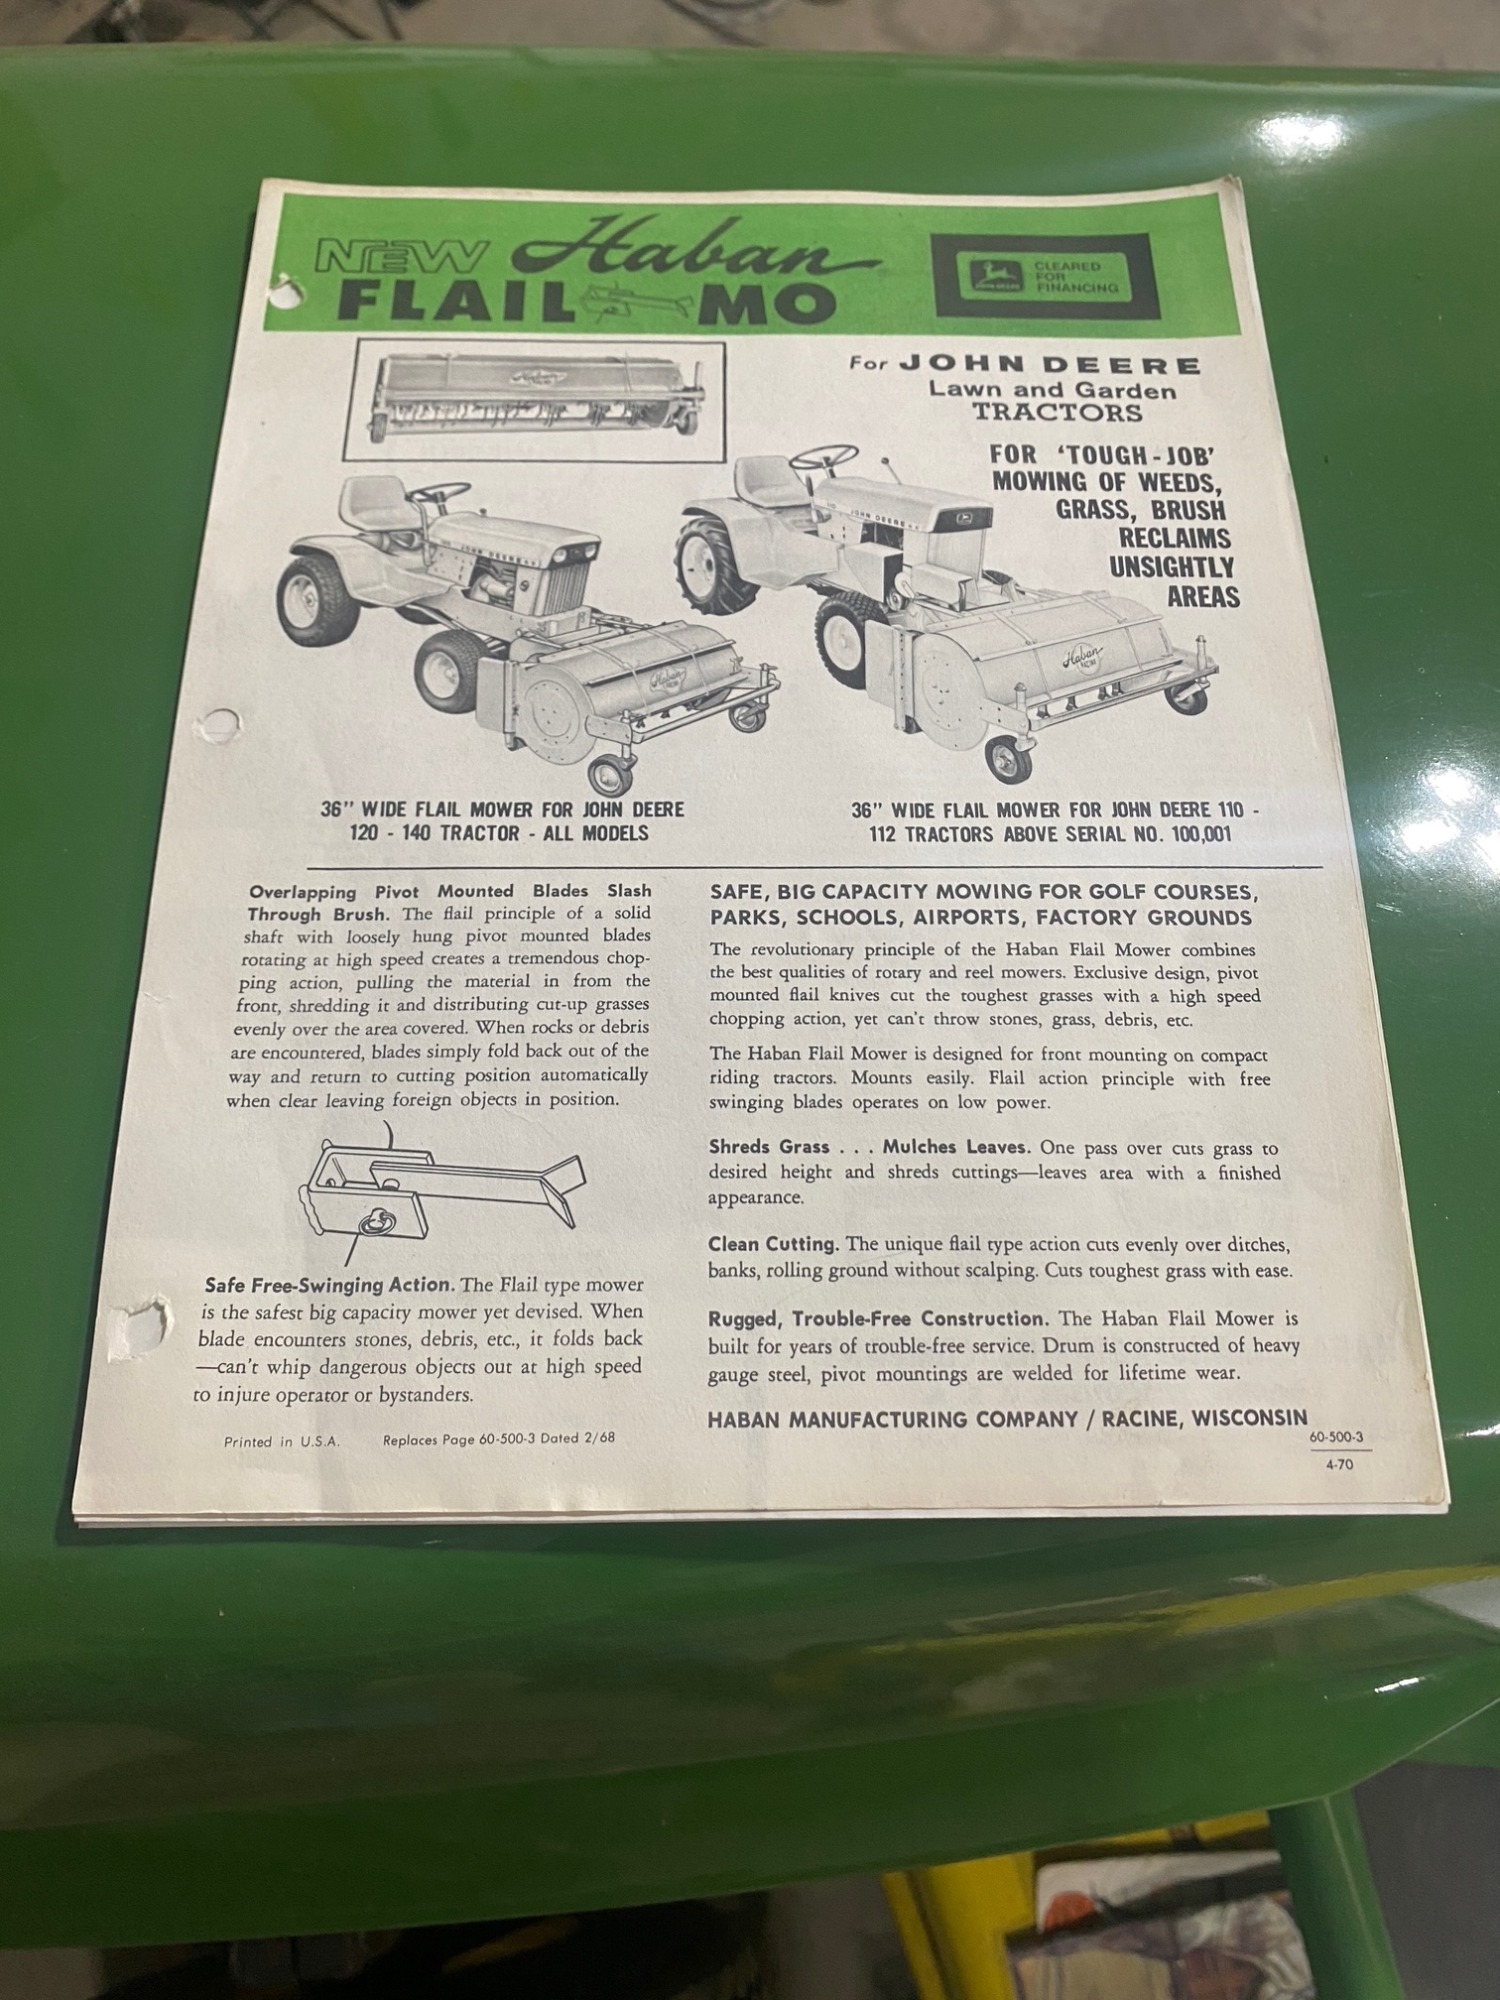 NEW Haban
FLAIL MO
JOHN DEERE
CLEARED
FOR
FINANCING
For JOHN DEERE
Lawn and Garden
TRACTORS
FOR 'TOUGH-JOB'
MOWING OF WEEDS,
GRASS, BRUSH
RECLAIMS
UNSIGHTLY
AREAS
Haban
JOHN DEERE
JOHN DEERE
Haban
Haban
36" WIDE FLAIL MOWER FOR JOHN DEERE
120 - 140 TRACTOR - ALL MODELS
36" WIDE FLAIL MOWER FOR JOHN DEERE 110 -
112 TRACTORS ABOVE SERIAL NO. 100,001
Overlapping Pivot Mounted Blades Slash
Through Brush. The flail principle of a solid
shaft with loosely hung pivot mounted blades
rotating at high speed creates a tremendous chop-
ping action, pulling the material in from the
front, shredding it and distributing cut-up grasses
evenly over the area covered. When rocks or debris
are encountered, blades simply fold back out of the
way and return to cutting position automatically
when clear leaving foreign objects in position.
Safe Free-Swinging Action. The Flail type mower
is the safest big capacity mower yet devised. When
blade encounters stones, debris, etc., it folds back
—can't whip dangerous objects out at high speed
to injure operator or bystanders.
Printed in U.S.A. Replaces Page 60-500-3 Dated 2/68
SAFE, BIG CAPACITY MOWING FOR GOLF COURSES,
PARKS, SCHOOLS, AIRPORTS, FACTORY GROUNDS
The revolutionary principle of the Haban Flail Mower combines
the best qualities of rotary and reel mowers. Exclusive design, pivot
mounted flail knives cut the toughest grasses with a high speed
chopping action, yet can't throw stones, grass, debris, etc.
The Haban Flail Mower is designed for front mounting on compact
riding tractors. Mounts easily. Flail action principle with free
swinging blades operates on low power.
Shreds Grass . . . Mulches Leaves. One pass over cuts grass to
desired height and shreds cuttings—leaves area with a finished
appearance.
Clean Cutting. The unique flail type action cuts evenly over ditches,
banks, rolling ground without scalping. Cuts toughest grass with ease.
Rugged, Trouble-Free Construction. The Haban Flail Mower is
built for years of trouble-free service. Drum is constructed of heavy
gauge steel, pivot mountings are welded for lifetime wear.
HABAN MANUFACTURING COMPANY / RACINE, WISCONSIN
60-500-3
4-70